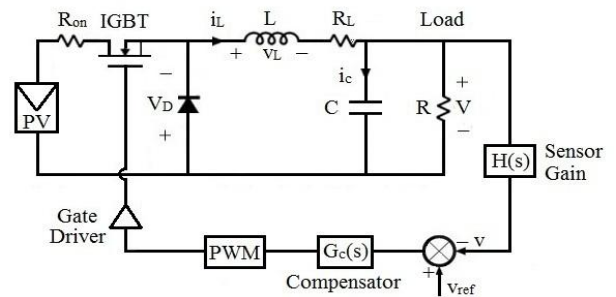 Ron IGBT iL L RL Load
+ vL −
PV
VD
−
+
ic
C
R
+
V
−
H(s)
Sensor
Gain
Gate
Driver
PWM
Gc(s)
Compensator
− v
+
vref